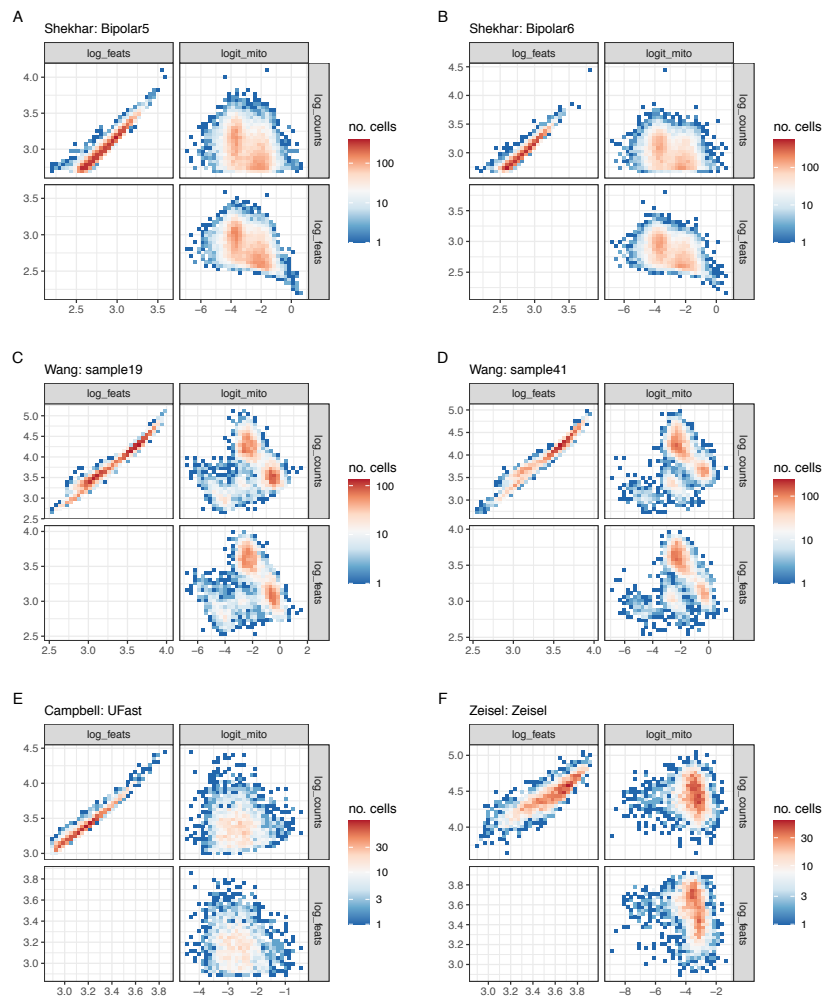 A
Shekhar: Bipolar5
log_feats
logit_mito
4.0
3.5
3.0
log_counts
3.5
3.0
2.5
log_feats
2.5
3.0
3.5
−6
−4
−2
0
no. cells
100
10
1
B
Shekhar: Bipolar6
log_feats
logit_mito
4.5
4.0
3.5
3.0
log_counts
3.5
3.0
2.5
log_feats
2.5
3.0
3.5
−6
−4
−2
0
no. cells
100
10
1
C
Wang: sample19
log_feats
logit_mito
5.0
4.5
4.0
3.5
3.0
2.5
log_counts
4.0
3.5
3.0
2.5
log_feats
2.5
3.0
3.5
4.0
−6
−4
−2
0
2
no. cells
100
10
1
D
Wang: sample41
log_feats
logit_mito
5.0
4.5
4.0
3.5
3.0
log_counts
4.0
3.5
3.0
2.5
log_feats
2.5
3.0
3.5
4.0
−8
−6
−4
−2
0
no. cells
100
10
1
E
Campbell: UFast
log_feats
logit_mito
4.5
4.0
3.5
3.0
log_counts
3.8
3.6
3.4
3.2
3.0
log_feats
3.0
3.2
3.4
3.6
3.8
−4
−3
−2
−1
no. cells
30
10
3
1
F
Zeisel: Zeisel
log_feats
logit_mito
5.0
4.5
4.0
log_counts
3.8
3.6
3.4
3.2
3.0
log_feats
3.0
3.2
3.4
3.6
3.8
−8
−6
−4
−2
no. cells
30
10
3
1